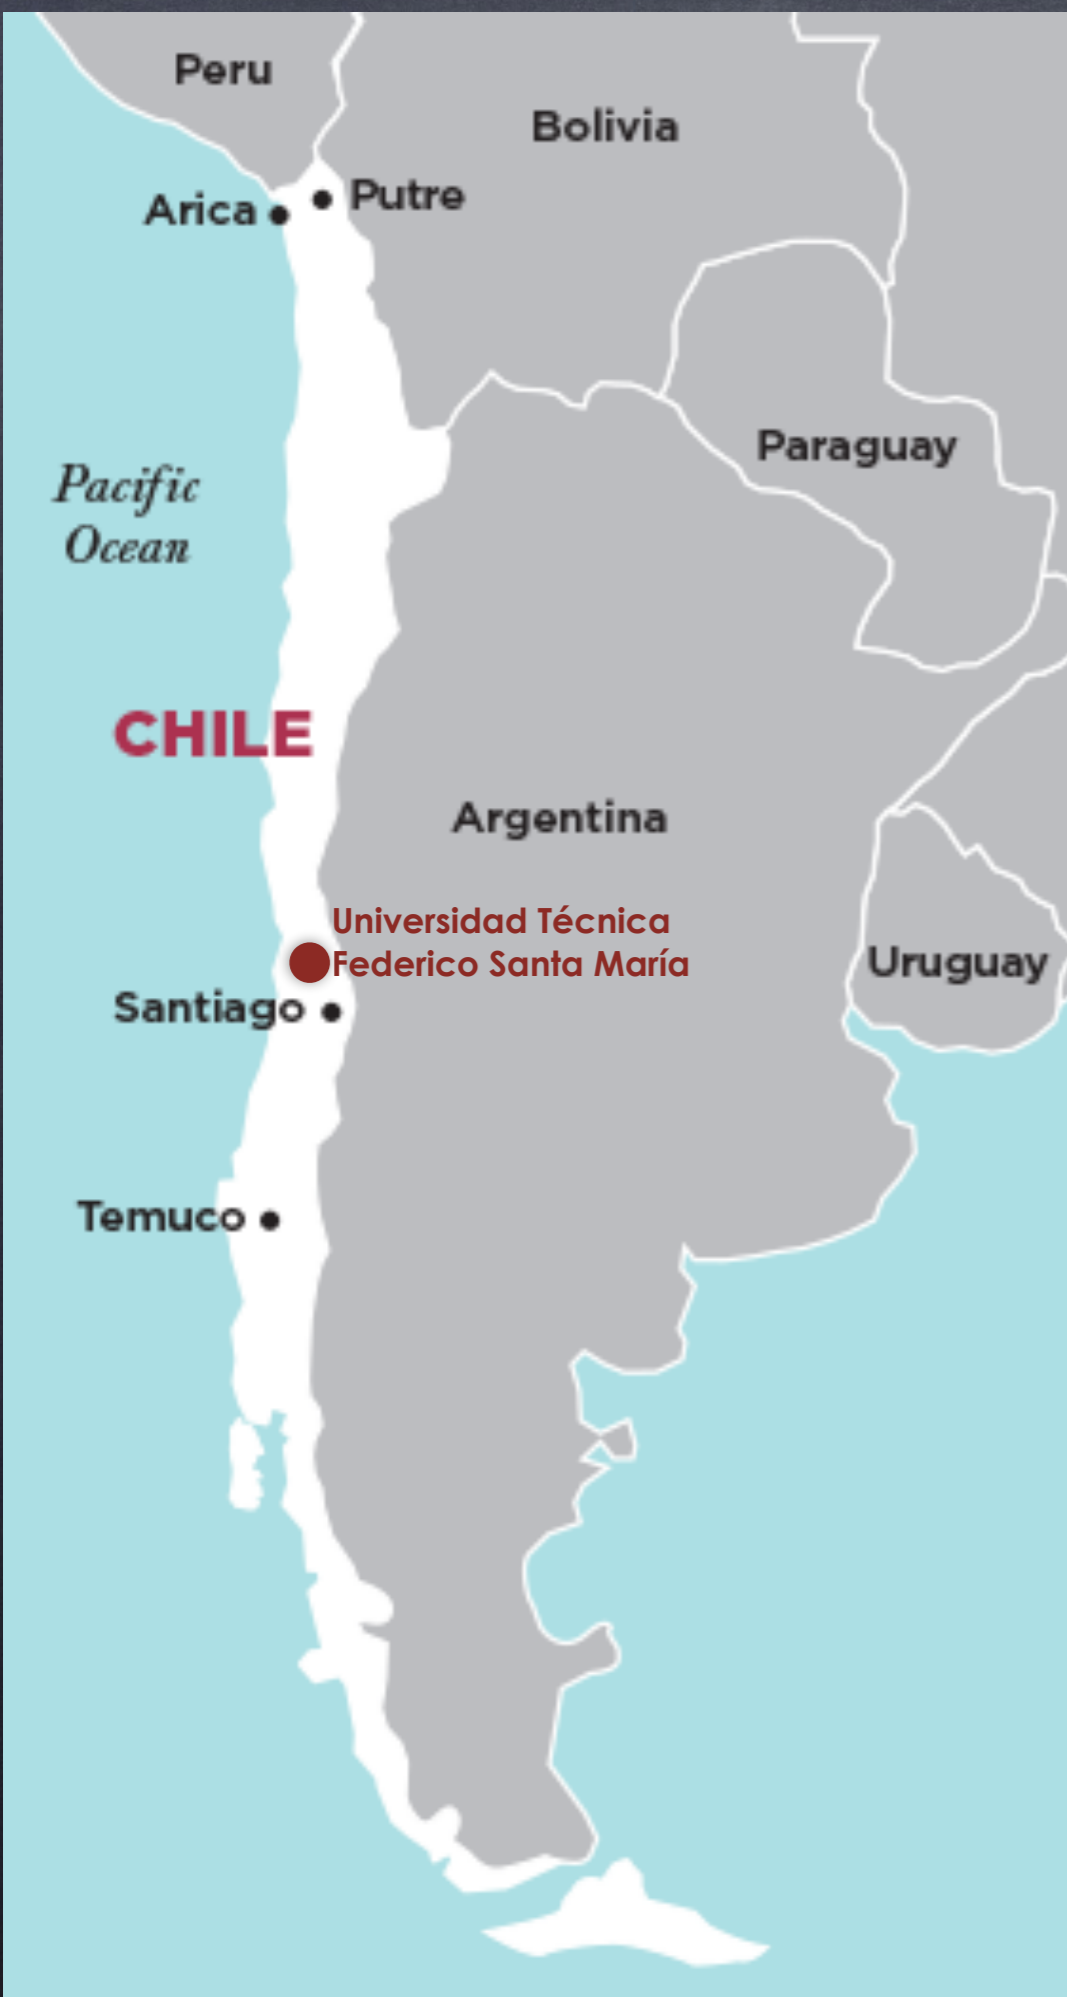 Peru
Bolivia
Arica
Putre
Paraguay
Pacific
Ocean
CHILE
Argentina
Universidad Técnica
Federico Santa María
Uruguay
Santiago
Temuco